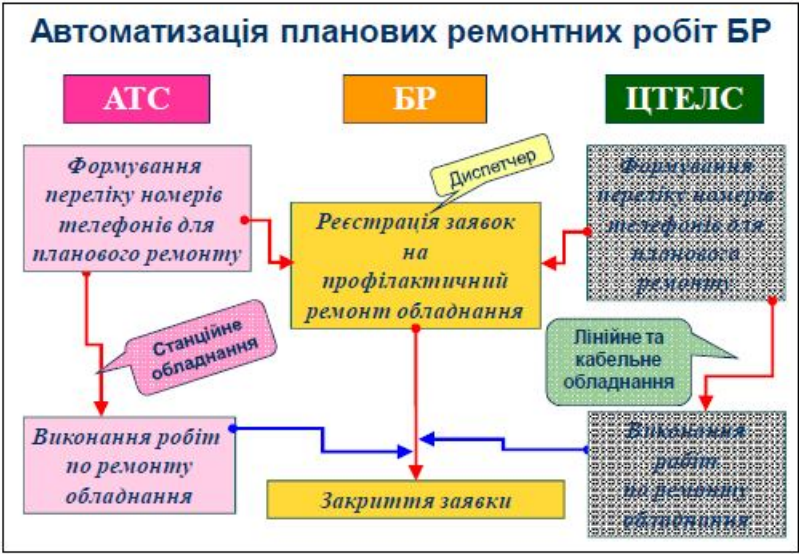 Автоматизація планових ремонтних робіт БР
АТС
БР
ЦТЕЛС
Формування
переліку номерів
телефонів для
планового ремонту
Диспетчер
Реєстрація заявок
на
профілактичний
ремонт обладнання
Формування
переліку номерів
телефонів для
планового
ремонту
Станційне
обладнання
Лінійне та
кабельне
обладнання
Виконання робіт
по ремонту
обладнання
Закриття заявки
Виконання
робіт
по ремонту
обладнання